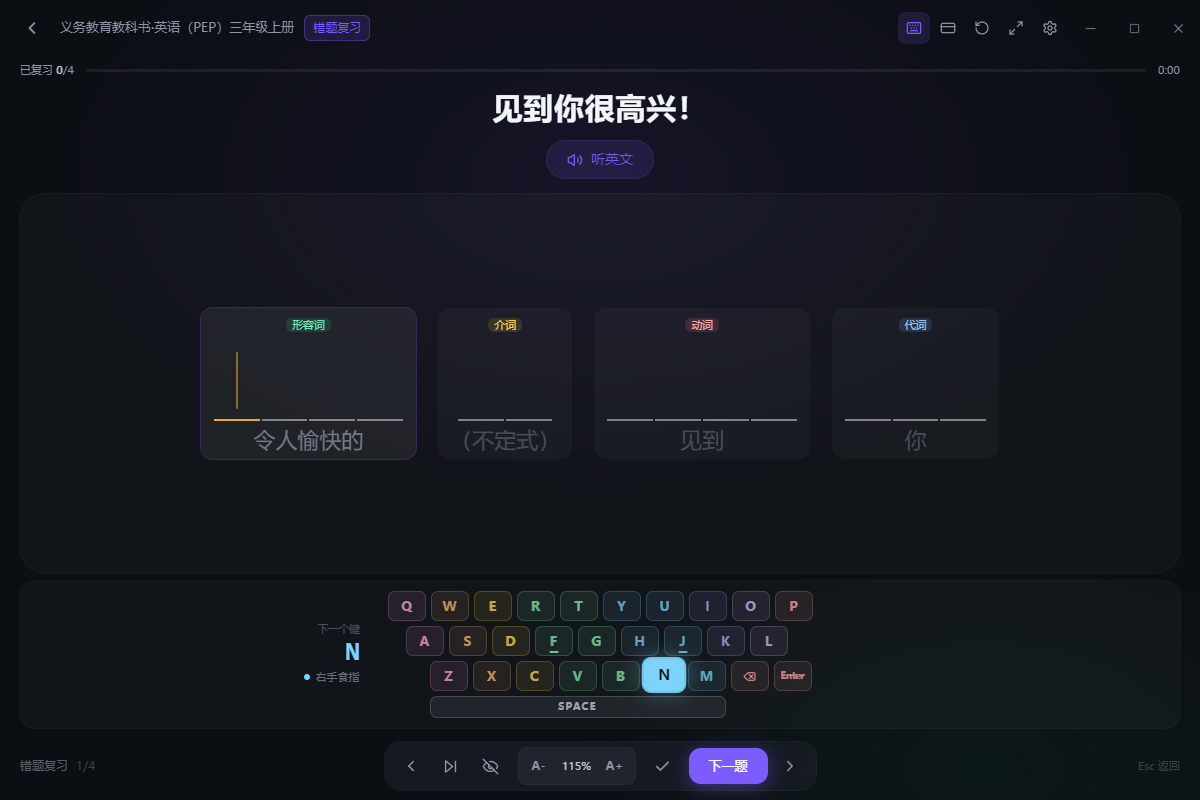 义务教育教科书·英语（PEP）三年级上册 错题复习
已复习 0/4 0:00
见到你很高兴！
听英文
形容词 介词 动词 代词
令人愉快的 （不定式） 见到 你
下一个键
N
右手食指
Q W E R T Y U I O P
A S D F G H J K L
Z X C V B N M Enter
SPACE
错题复习 1/4 A- 115% A+ 下一题 Esc 返回